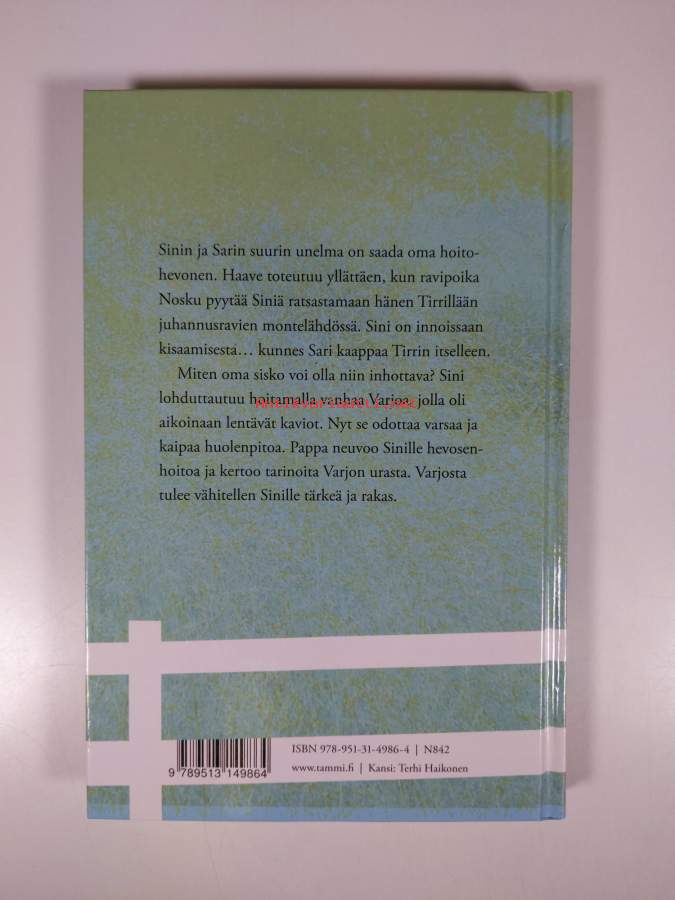 Sinin ja Sarin suurin unelma on saada oma hoito-
hevonen. Haave toteutuu yllättäen, kun ravipoika
Nosku pyytää Siniä ratsastamaan hänen Tirrillään
juhannusravien montelähdössä. Sini on innoissaan
kisaamisesta… kunnes Sari kaappaa Tirrin itselleen.
Miten oma sisko voi olla niin inhottava? Sini
lohduttautuu hoitamalla vanhaa Varjoa, jolla oli
Antikvariaatti.net
aikoinaan lentävät kaviot. Nyt se odottaa varsaa ja
kaipaa huolenpitoa. Pappa neuvoo Sinille hevosen-
hoitoa ja kertoo tarinoita Varjon urasta. Varjosta
tulee vähitellen Sinille tärkeä ja rakas.
ISBN 978-951-31-4986-4 | N842
www.tammi.fi | Kansi: Terhi Haikonen
9 789513 149864